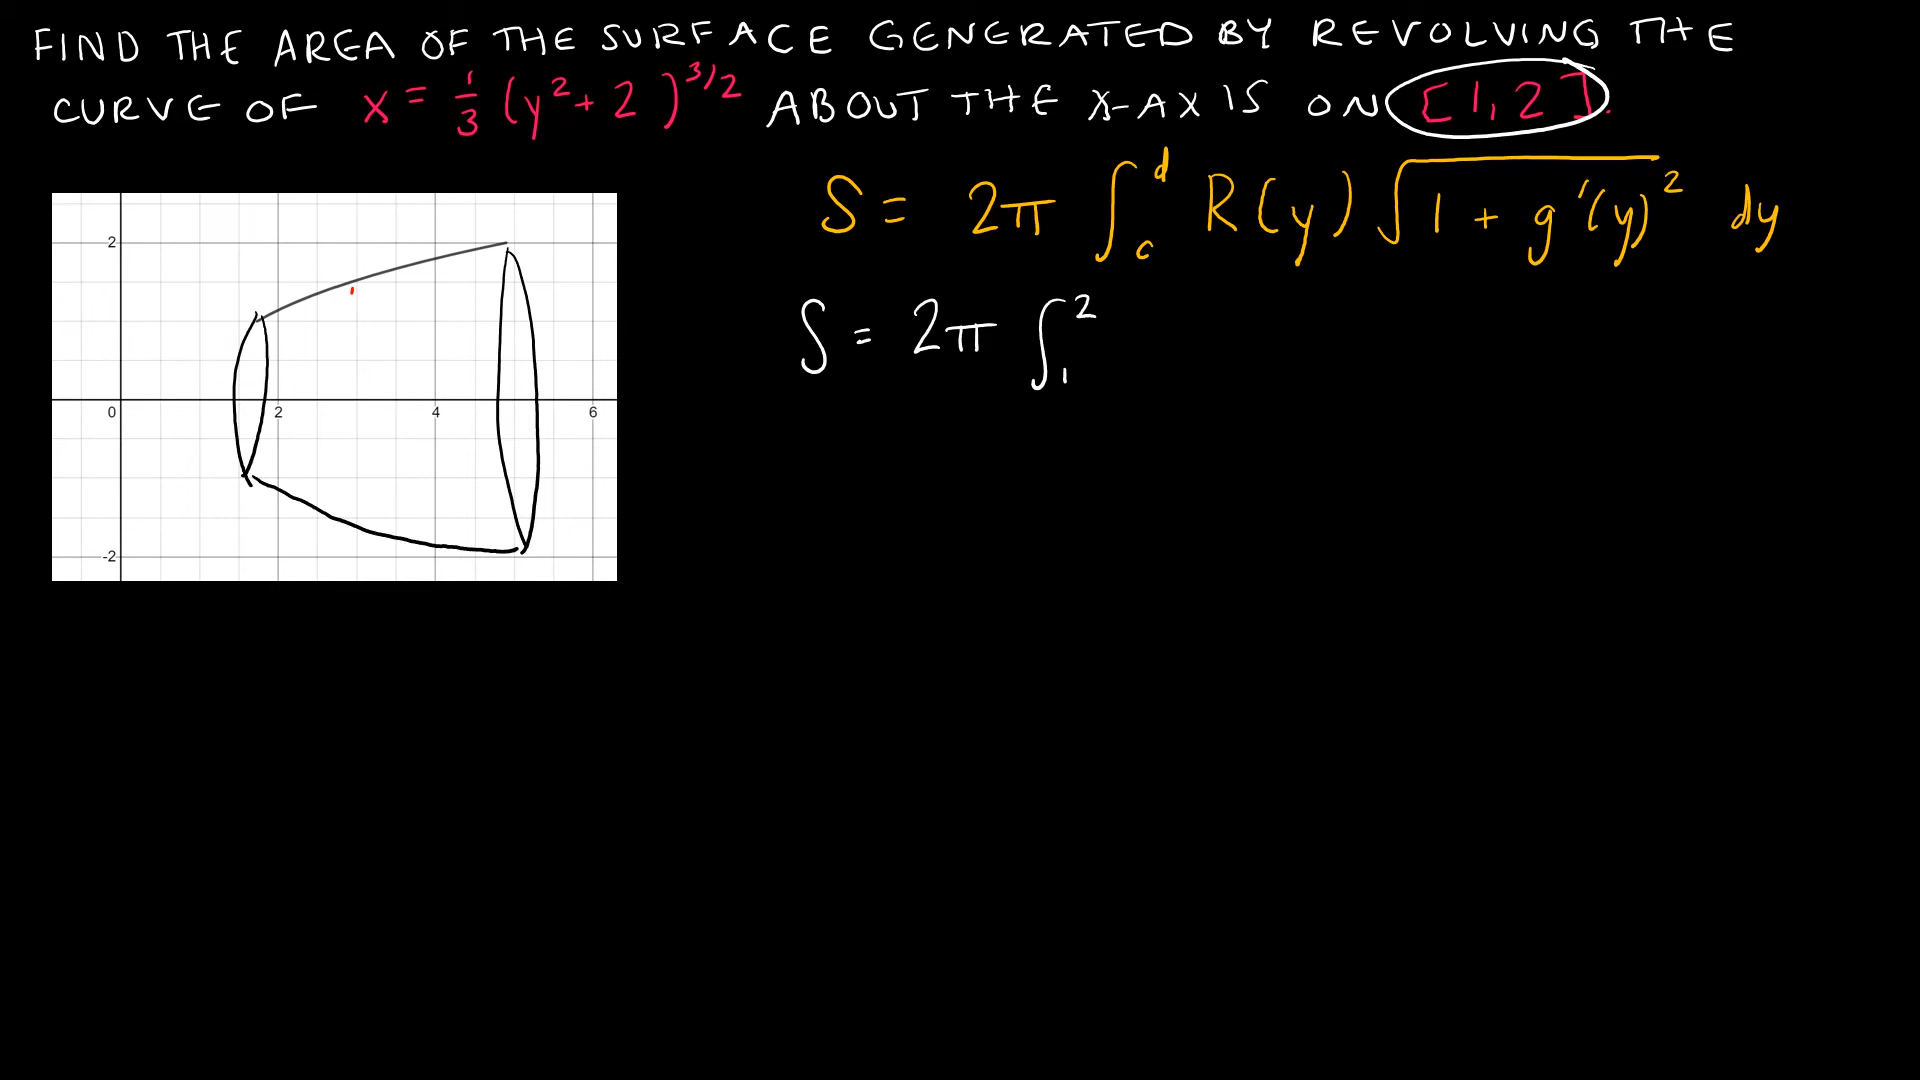 FIND THE AREA OF THE SURFACE GENERATED BY REVOLVING THE
CURVE OF x = 1/3 (y² + 2)^3/2 ABOUT THE X-AXIS ON [1, 2].
S = 2π ∫_c^d R(y) √(1 + g'(y)²) dy
S = 2π ∫_1^2
2
0 2 4 6
-2